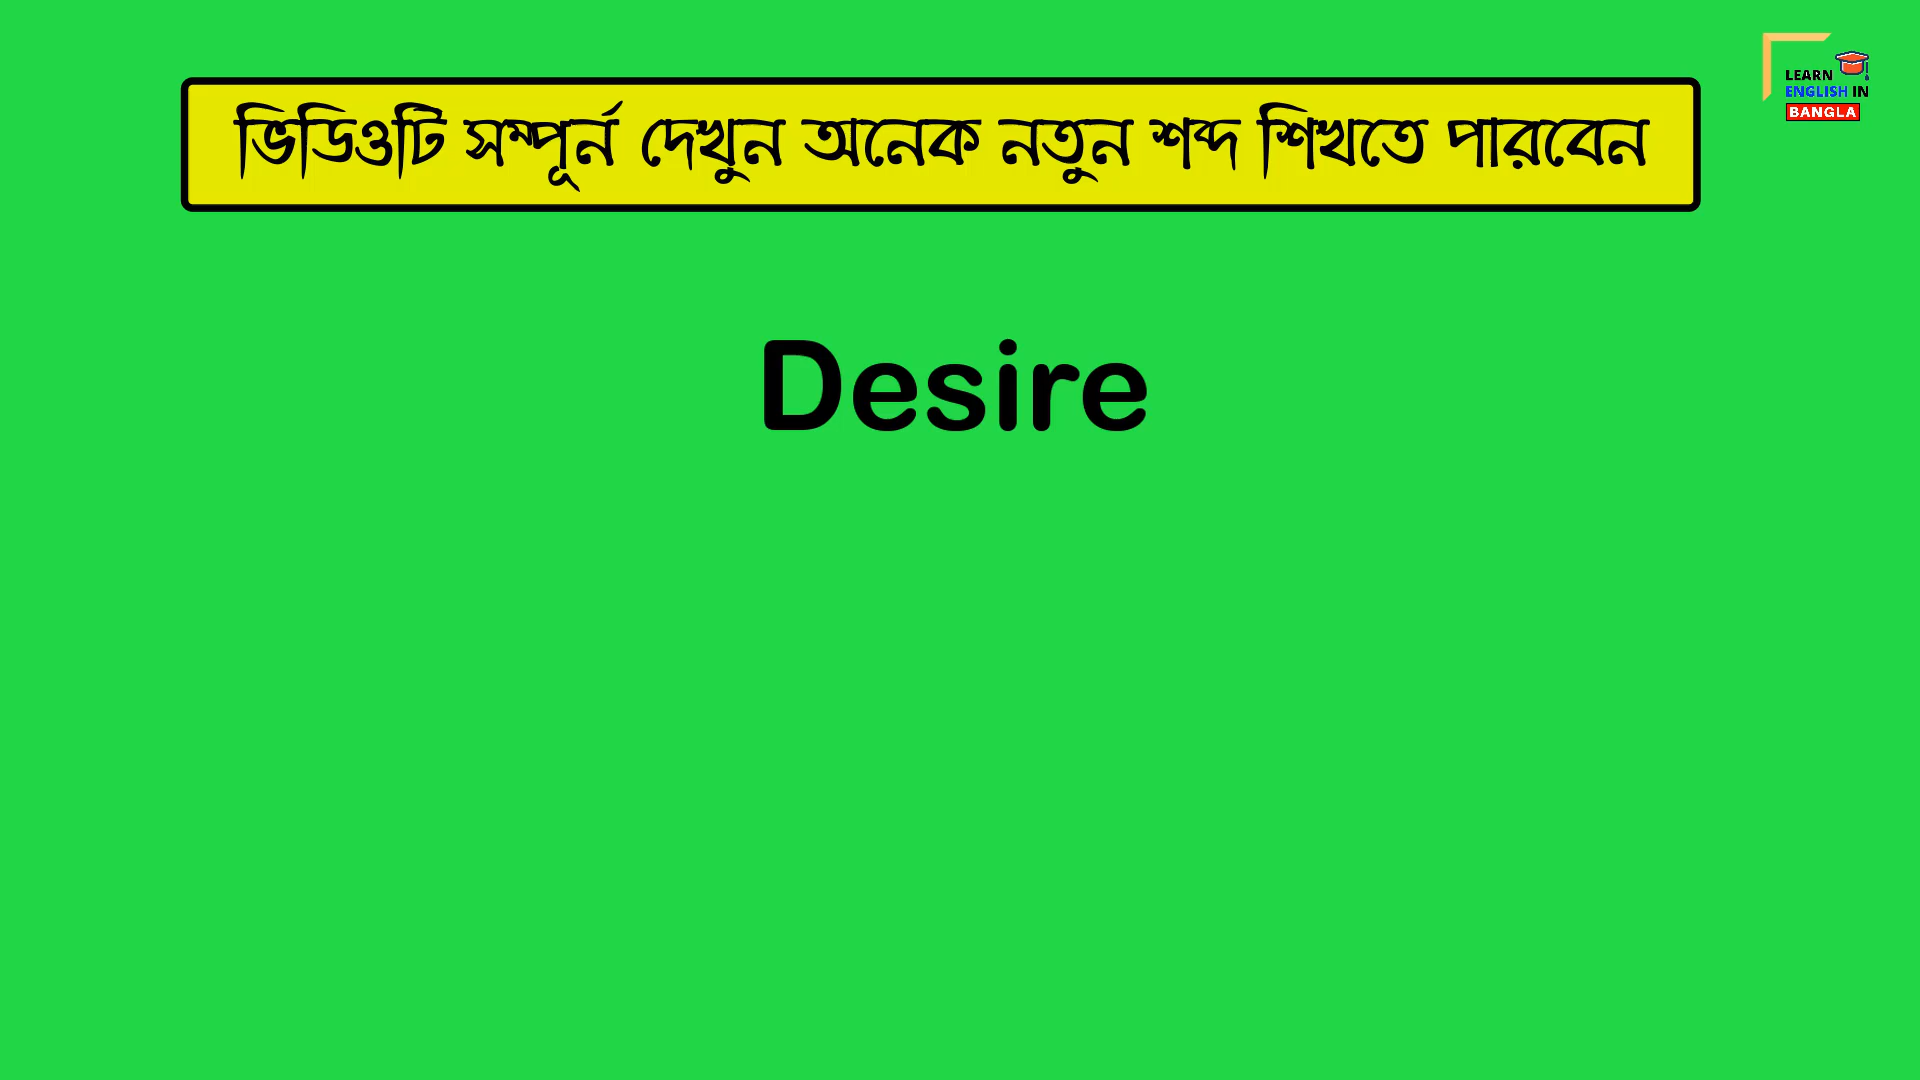 ভিডিওটি সম্পূর্ন দেখুন অনেক নতুন শব্দ শিখতে পারবেন
LEARN
ENGLISH IN
BANGLA
Desire